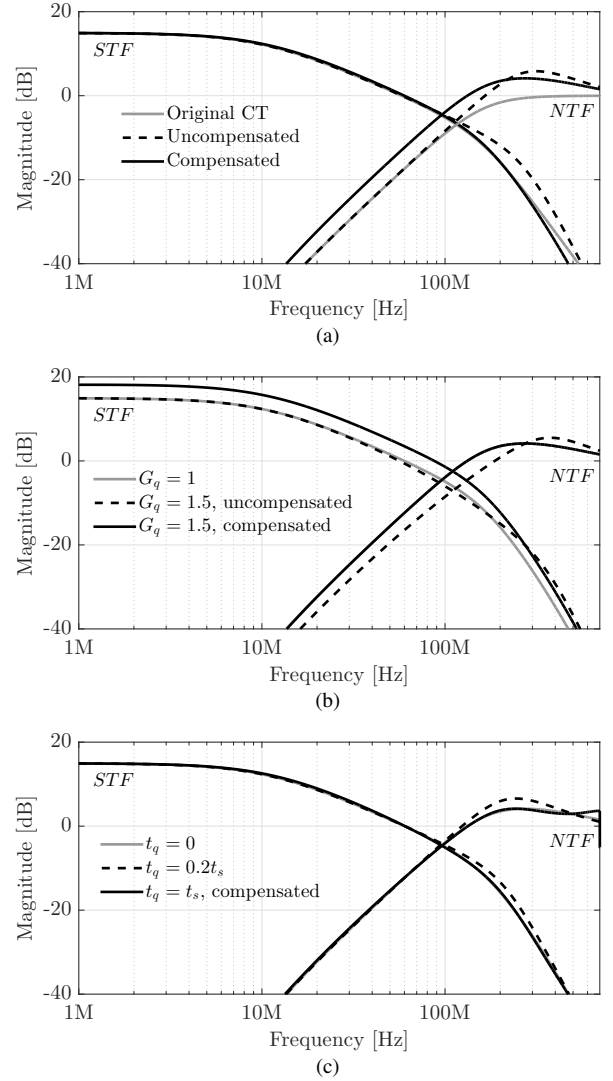 20
0
-20
-40
Magnitude [dB]
STF
NTF
Original CT
Uncompensated
Compensated
1M
10M
100M
Frequency [Hz]
(a)
20
0
-20
-40
Magnitude [dB]
STF
NTF
G_q = 1
G_q = 1.5, uncompensated
G_q = 1.5, compensated
1M
10M
100M
Frequency [Hz]
(b)
20
0
-20
-40
Magnitude [dB]
STF
NTF
t_q = 0
t_q = 0.2t_s
t_q = t_s, compensated
1M
10M
100M
Frequency [Hz]
(c)